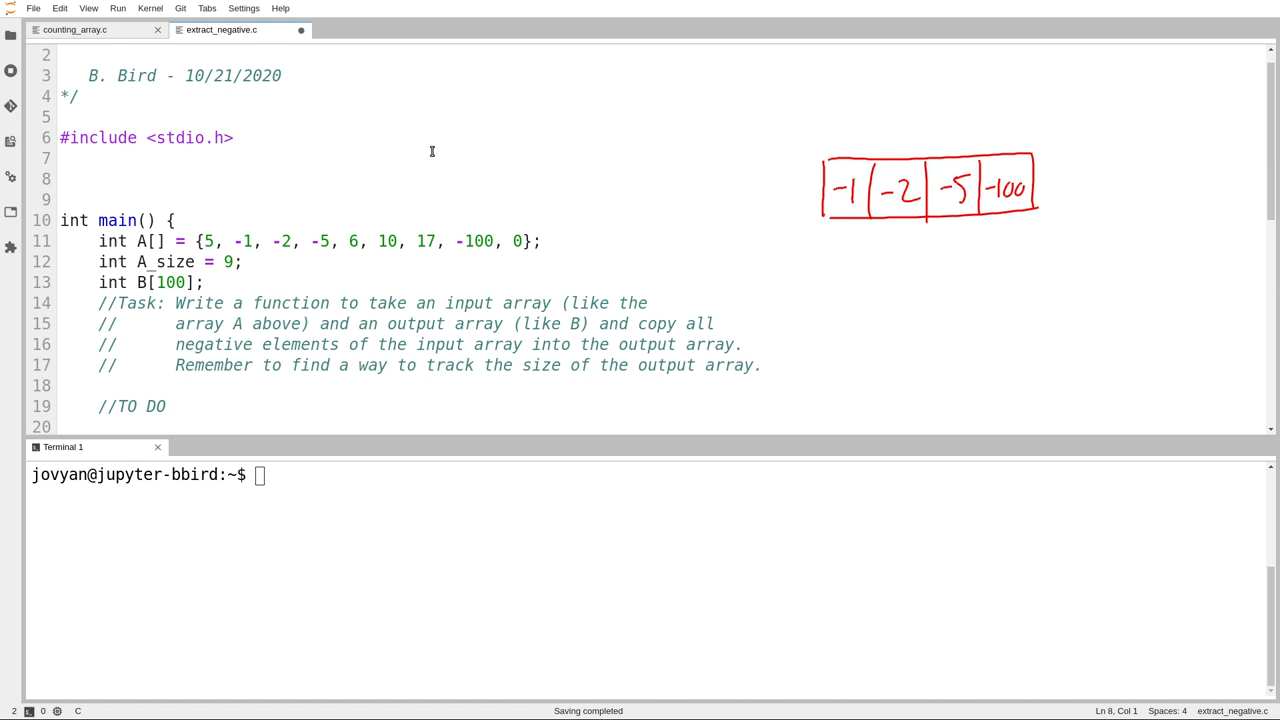 File Edit View Run Kernel Git Tabs Settings Help
counting_array.c extract_negative.c
2
3 B. Bird - 10/21/2020
4 */
5
6 #include <stdio.h>
7
8
9
10 int main() {
11 int A[] = {5, -1, -2, -5, 6, 10, 17, -100, 0};
12 int A_size = 9;
13 int B[100];
14 //Task: Write a function to take an input array (like the
15 // array A above) and an output array (like B) and copy all
16 // negative elements of the input array into the output array.
17 // Remember to find a way to track the size of the output array.
18
19 //TO DO
20
-1 -2 -5 -100
Terminal 1
jovyan@jupyter-bbird:~$
2 0 C Saving completed Ln 8, Col 1 Spaces: 4 extract_negative.c